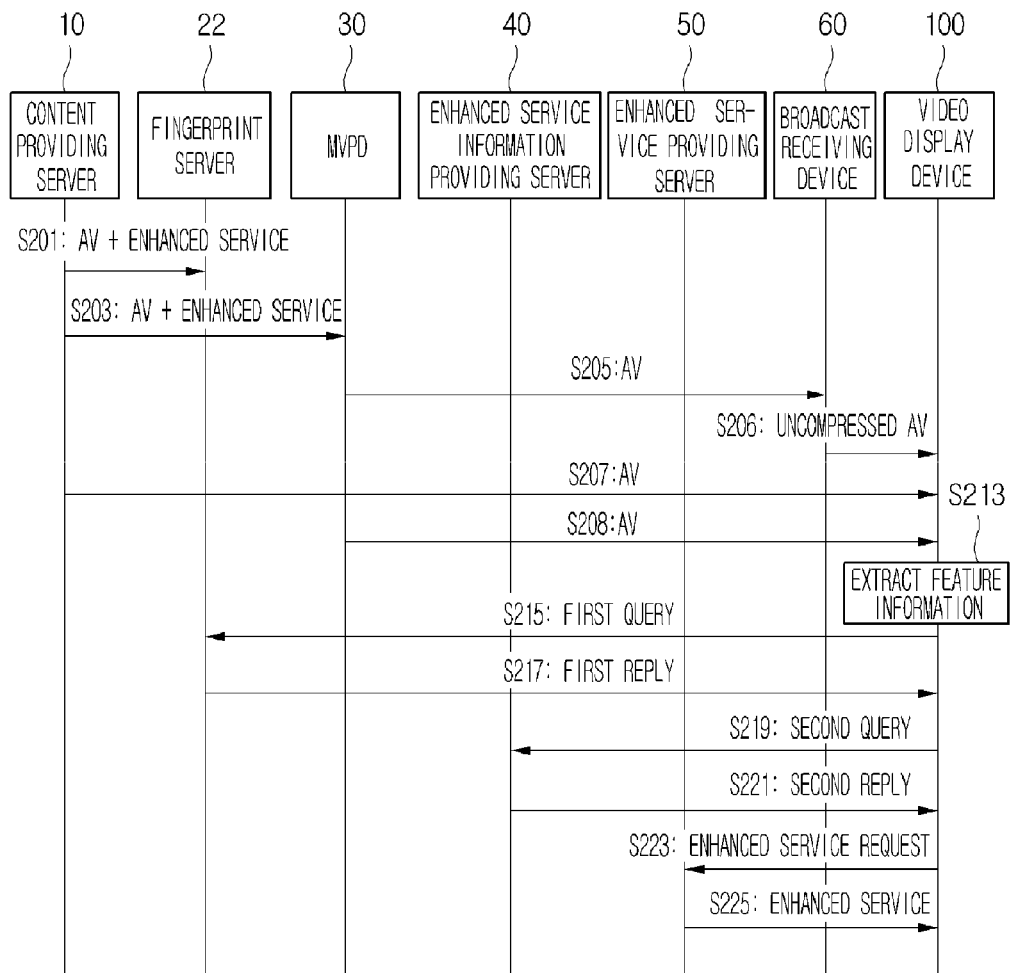 10 22 30 40 50 60 100
CONTENT
PROVIDING
SERVER
FINGERPRINT
SERVER
MVPD
ENHANCED SERVICE
INFORMATION
PROVIDING SERVER
ENHANCED SER-
VICE PROVIDING
SERVER
BROADCAST
RECEIVING
DEVICE
VIDEO
DISPLAY
DEVICE
S201: AV + ENHANCED SERVICE
S203: AV + ENHANCED SERVICE
S205:AV
S206: UNCOMPRESSED AV
S207:AV
S213
S208:AV
EXTRACT FEATURE
INFORMATION
S215: FIRST QUERY
S217: FIRST REPLY
S219: SECOND QUERY
S221: SECOND REPLY
S223: ENHANCED SERVICE REQUEST
S225: ENHANCED SERVICE